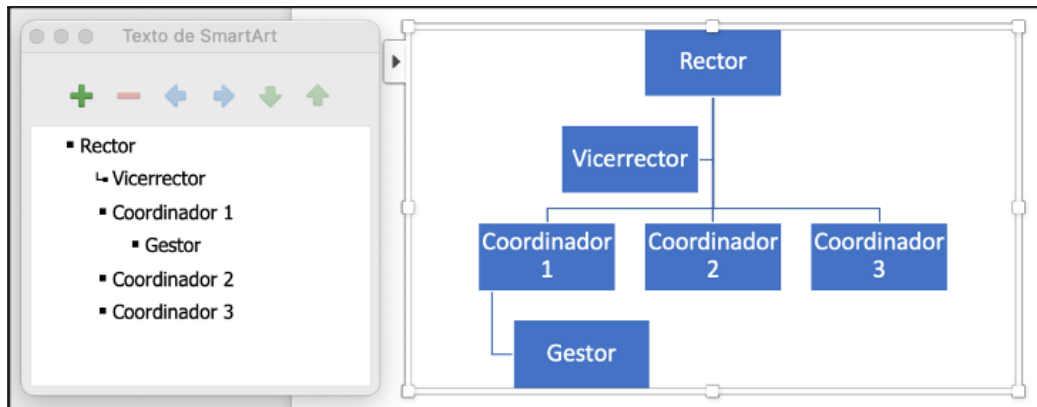 Texto de SmartArt
Rector
Vicerrector
Coordinador 1
Gestor
Coordinador 2
Coordinador 3
Rector
Vicerrector
Coordinador
1
Coordinador
2
Coordinador
3
Gestor